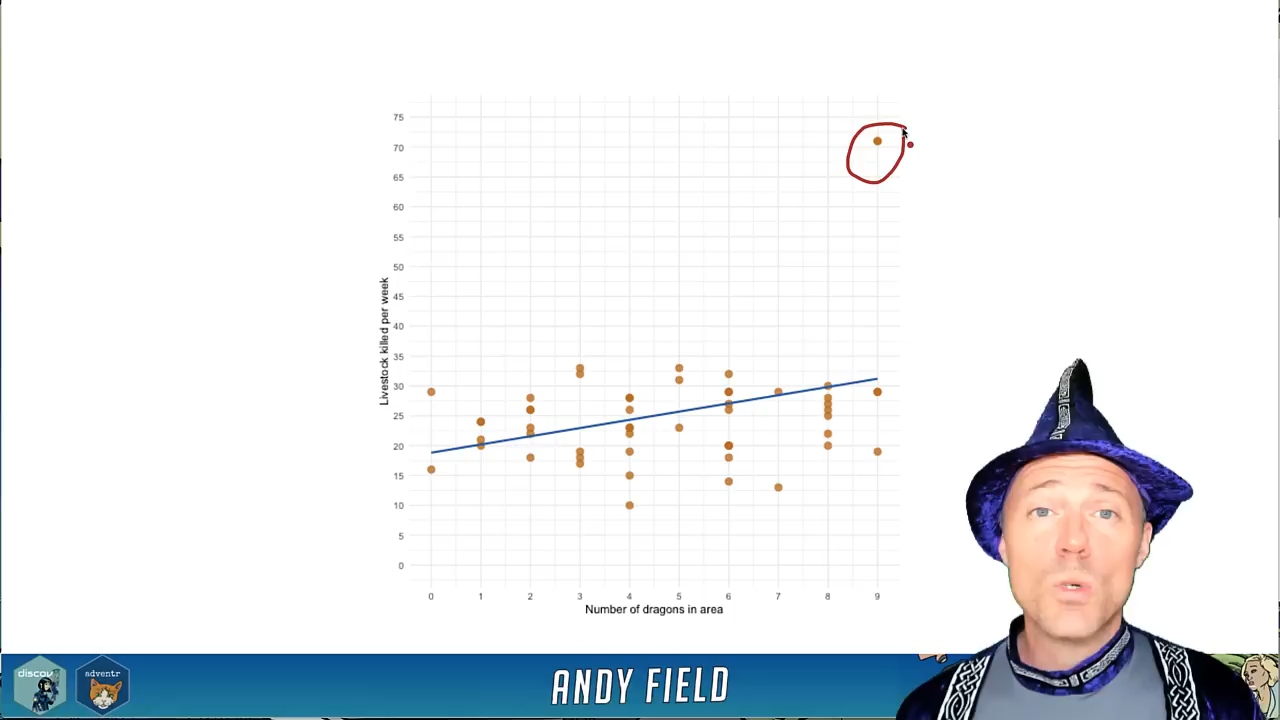 75
70
65
60
55
50
45
40
35
30
25
20
15
10
5
0
Livestock killed per week
0 1 2 3 4 5 6 7 8 9
Number of dragons in area
discov
adventr
ANDY FIELD